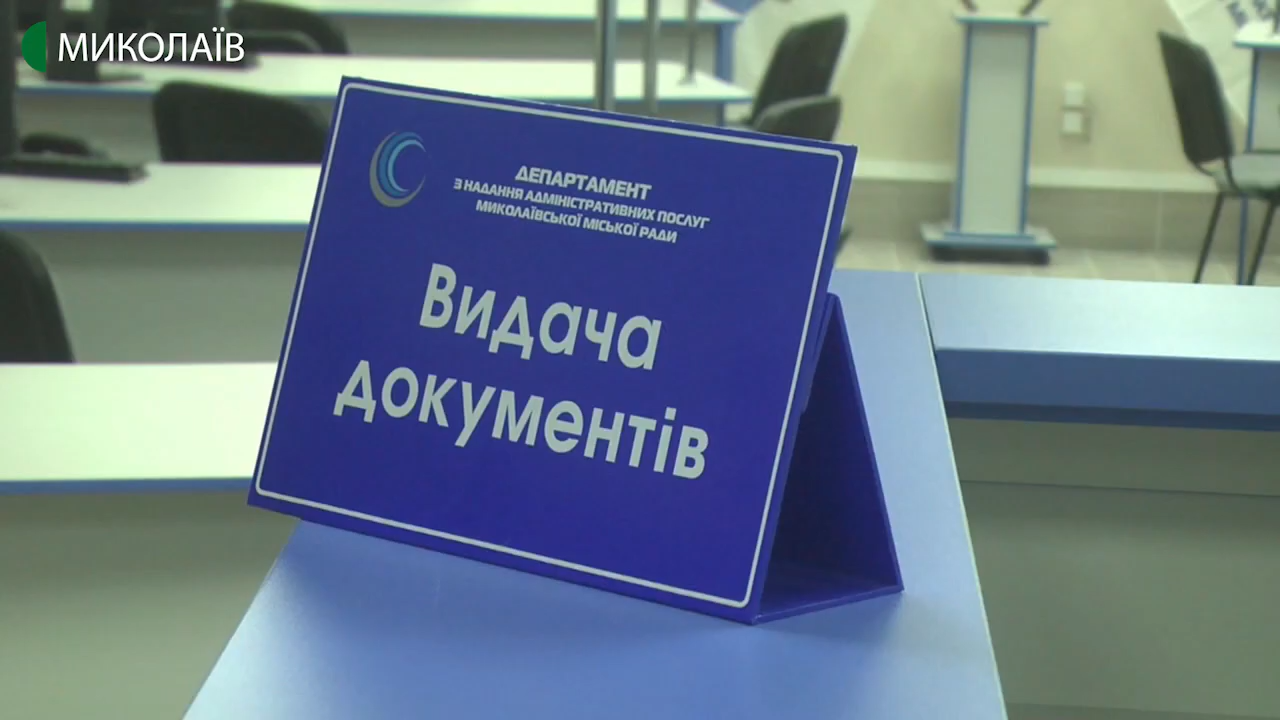 МИКОЛАЇВ
ДЕПАРТАМЕНТ
З НАДАННЯ АДМІНІСТРАТИВНИХ ПОСЛУГ
МИКОЛАЇВСЬКОЇ МІСЬКОЇ РАДИ
Видача
документів